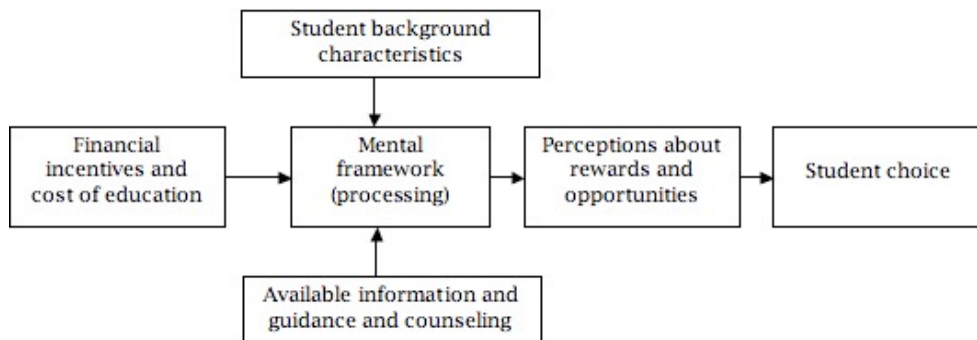 Student background
characteristics
Financial
incentives and
cost of education
Mental
framework
(processing)
Perceptions about
rewards and
opportunities
Student choice
Available information and
guidance and counseling